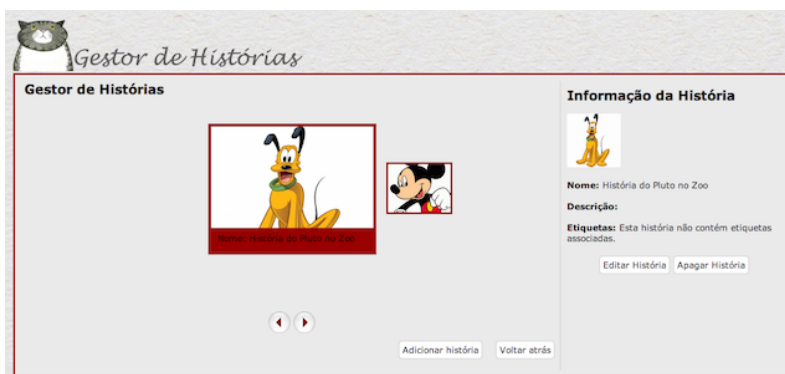 Gestor de Histórias
Gestor de Histórias
Nome: História do Pluto no Zoo
Adicionar história
Voltar atrás
Informação da História
Nome: História do Pluto no Zoo
Descrição:
Etiquetas: Esta história não contém etiquetas
associadas.
Editar História
Apagar História